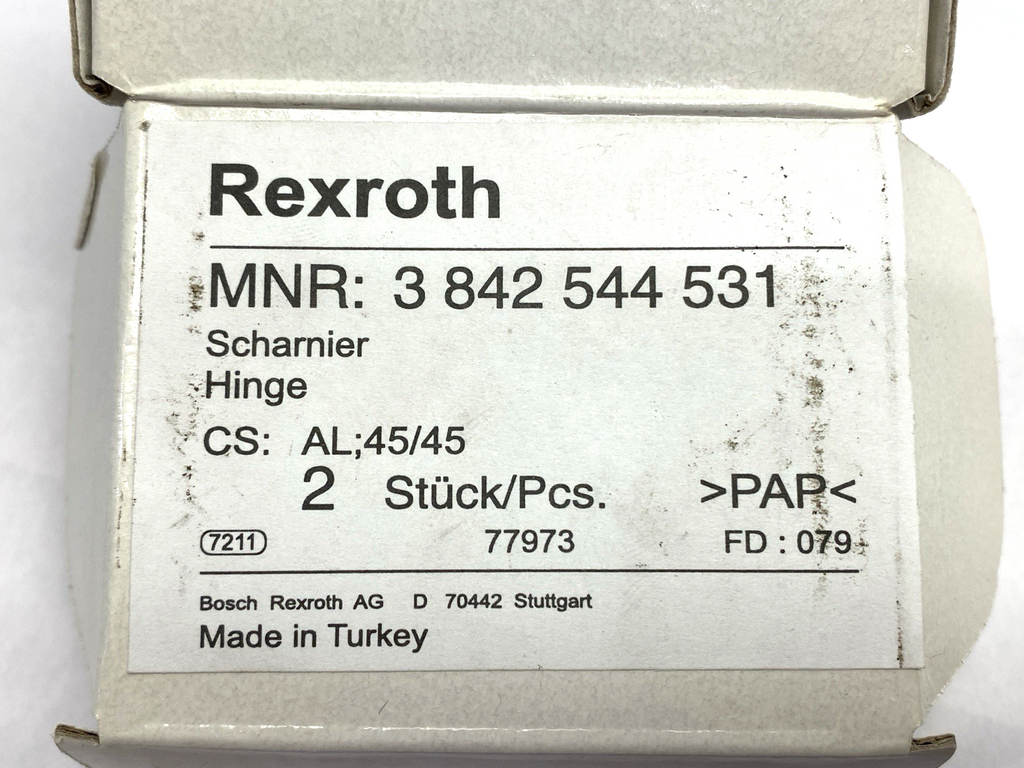 Rexroth
MNR: 3 842 544 531
Scharnier
Hinge
CS: AL;45/45
2 Stück/Pcs. >PAP<
7211 77973 FD : 079
Bosch Rexroth AG D 70442 Stuttgart
Made in Turkey